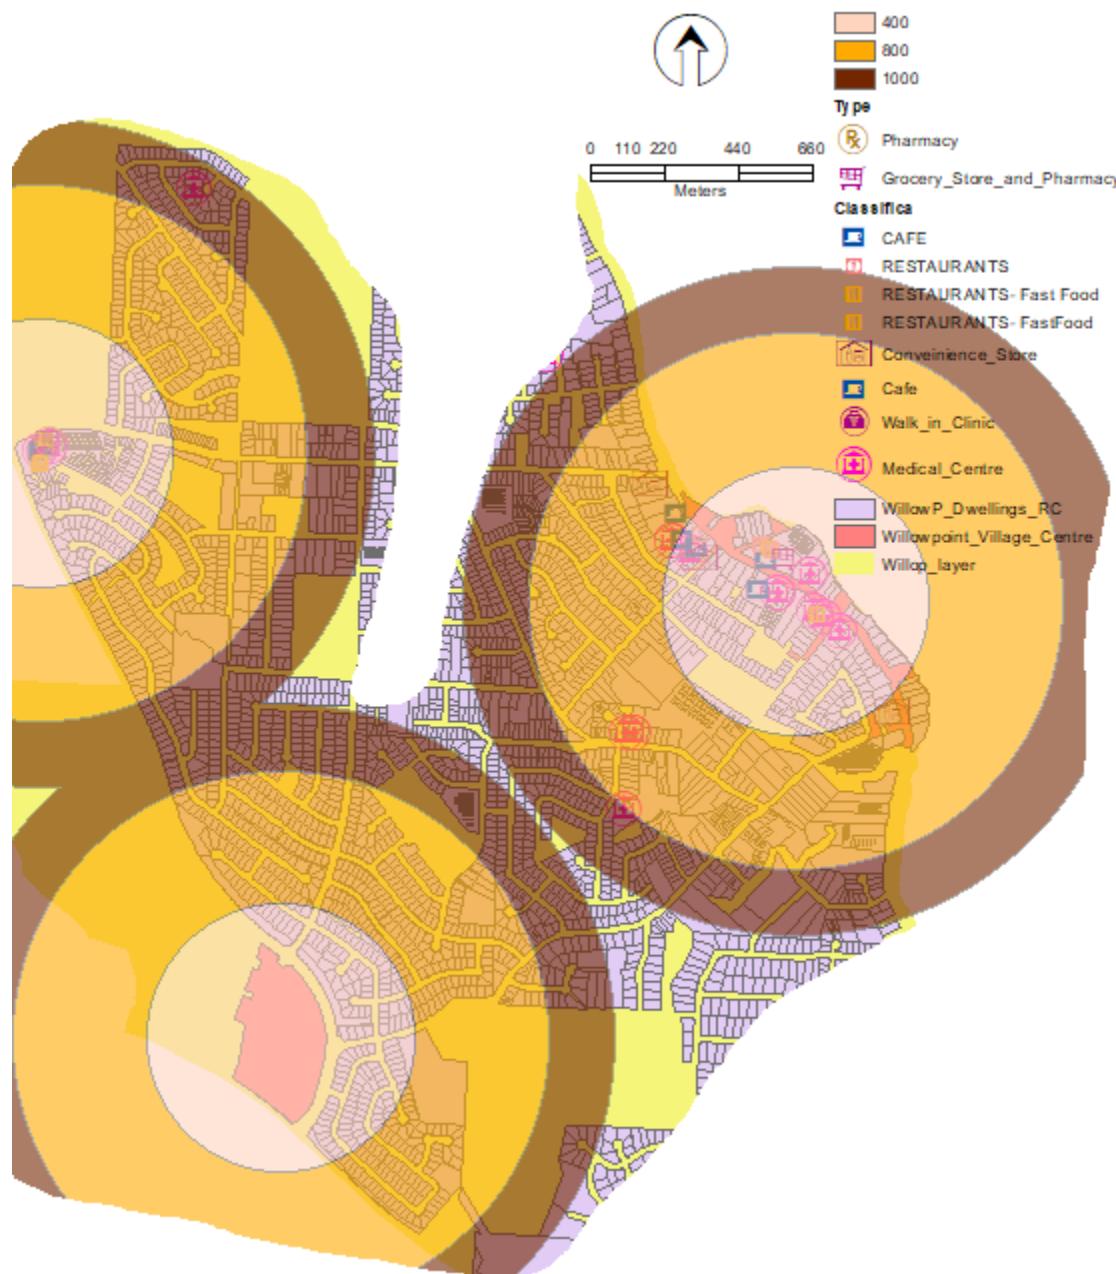 400
800
1000
Type
0 110 220 440 660
Meters
Pharmacy
Grocery_Store_and_Pharmacy
Classifica
CAFE
RESTAURANTS
RESTAURANTS- Fast Food
RESTAURANTS- FastFood
Conveinience_Store
Cafe
Walk_in_Clinic
Medical_Centre
WillowP_Dwellings_RC
Willowpoint_Village_Centre
Willop_layer